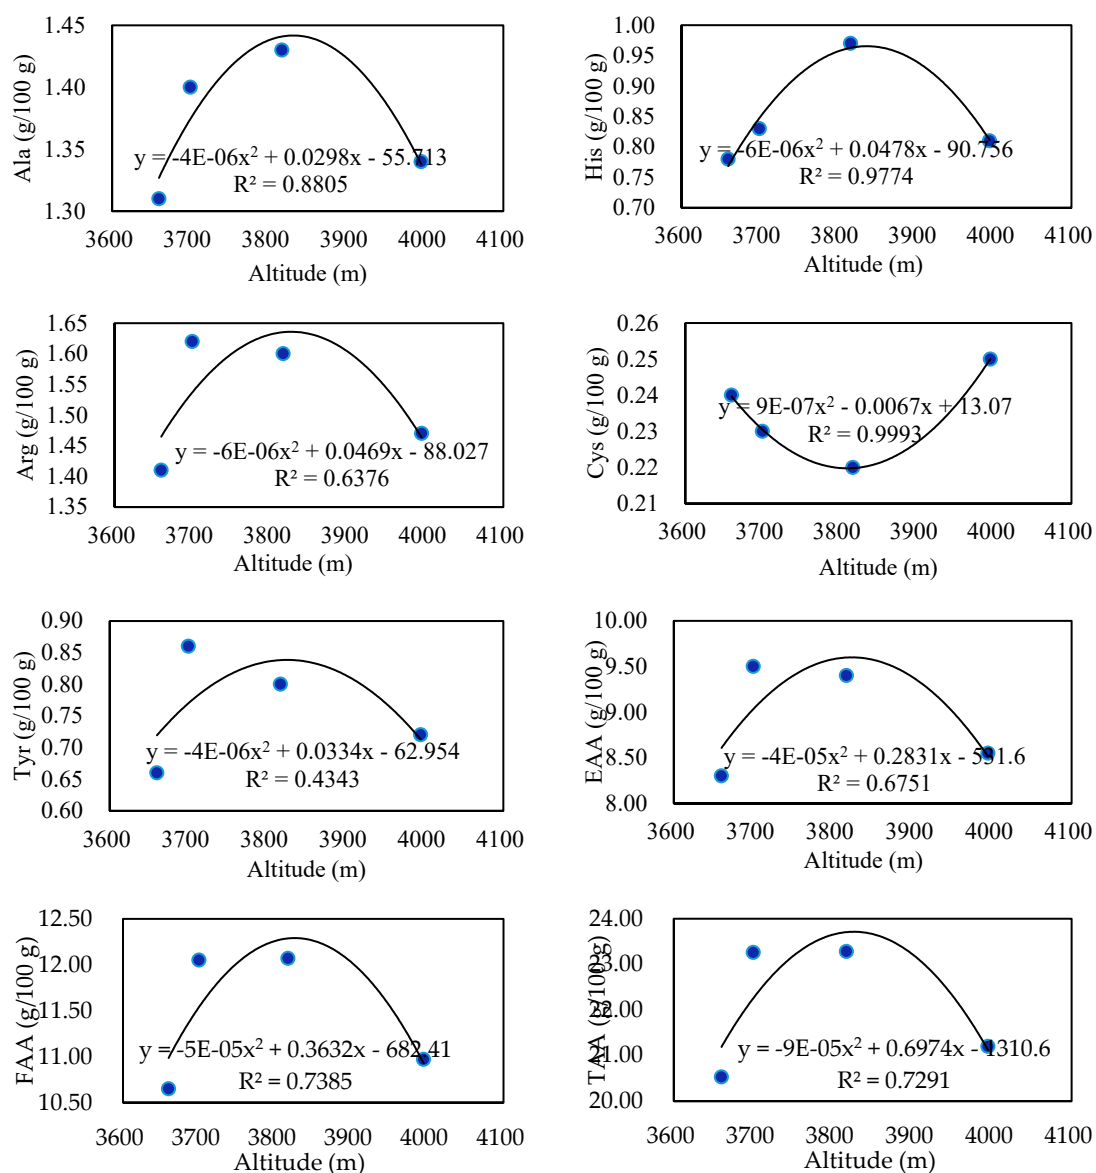 Ala (g/100 g)
1.45
1.40
1.35
1.30
y = -4E-06x² + 0.0298x - 55.713
R² = 0.8805
3600 3700 3800 3900 4000 4100
Altitude (m)
His (g/100 g)
1.00
0.95
0.90
0.85
0.80
0.75
0.70
y = -6E-06x² + 0.0478x - 90.756
R² = 0.9774
3600 3700 3800 3900 4000 4100
Altitude (m)
Arg (g/100 g)
1.65
1.60
1.55
1.50
1.45
1.40
1.35
y = -6E-06x² + 0.0469x - 88.027
R² = 0.6376
3600 3700 3800 3900 4000 4100
Altitude (m)
Cys (g/100 g)
0.26
0.25
0.24
0.23
0.22
0.21
y = 9E-07x² - 0.0067x + 13.07
R² = 0.9993
3600 3700 3800 3900 4000 4100
Altitude (m)
Tyr (g/100 g)
0.90
0.85
0.80
0.75
0.70
0.65
0.60
y = -4E-06x² + 0.0334x - 62.954
R² = 0.4343
3600 3700 3800 3900 4000 4100
Altitude (m)
EAA (g/100 g)
10.00
9.50
9.00
8.50
8.00
y = -4E-05x² + 0.2831x - 531.6
R² = 0.6751
3600 3700 3800 3900 4000 4100
Altitude (m)
FAA (g/100 g)
12.50
12.00
11.50
11.00
10.50
y = -5E-05x² + 0.3632x - 682.41
R² = 0.7385
3600 3700 3800 3900 4000 4100
Altitude (m)
TAA (g/100 g)
24.00
23.00
22.00
21.00
20.00
y = -9E-05x² + 0.6974x - 1310.6
R² = 0.7291
3600 3700 3800 3900 4000 4100
Altitude (m)